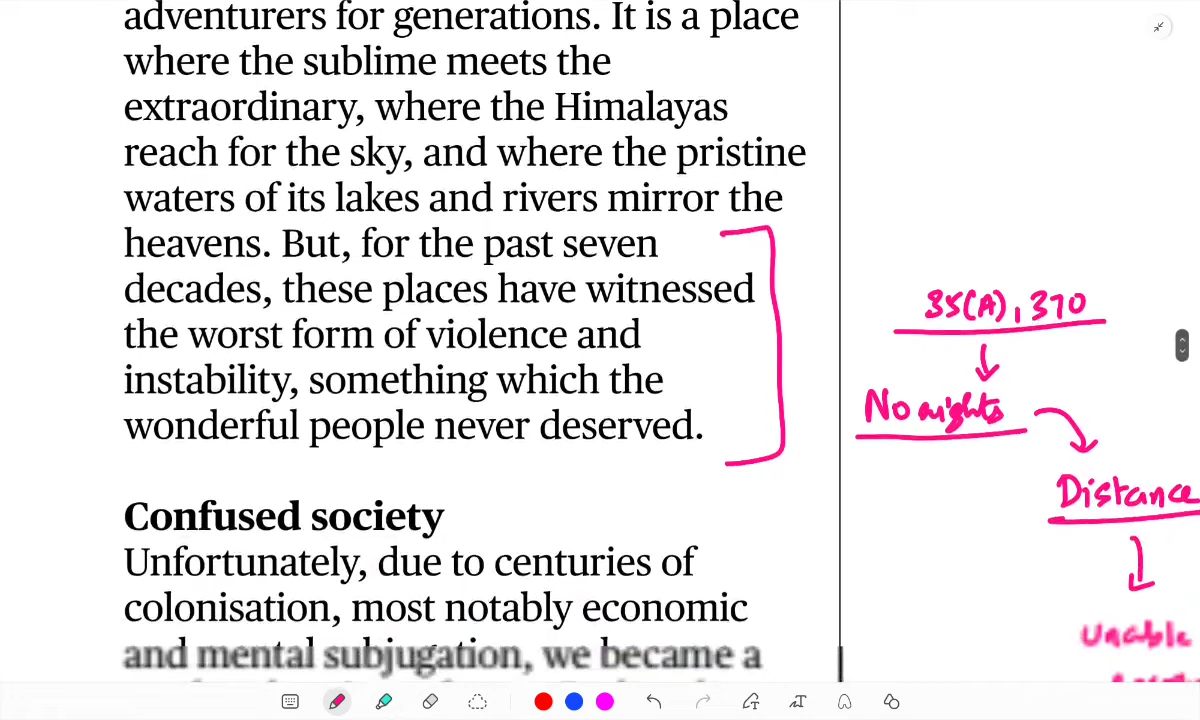 adventurers for generations. It is a place
where the sublime meets the
extraordinary, where the Himalayas
reach for the sky, and where the pristine
waters of its lakes and rivers mirror the
heavens. But, for the past seven
decades, these places have witnessed
the worst form of violence and
instability, something which the
wonderful people never deserved.
Confused society
Unfortunately, due to centuries of
colonisation, most notably economic
and mental subjugation, we became a
35(A), 370
No rights
Distance
unable